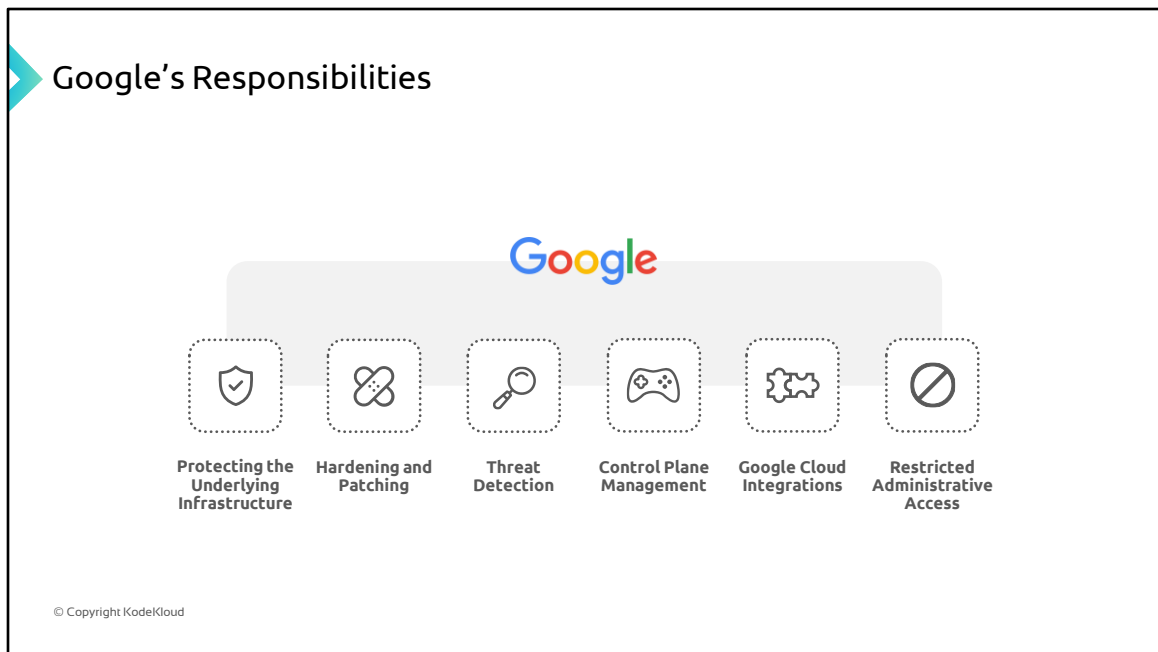 Google’s Responsibilities
Google
Protecting the
Underlying
Infrastructure
Hardening and
Patching
Threat
Detection
Control Plane
Management
Google Cloud
Integrations
Restricted
Administrative
Access
© Copyright KodeKloud